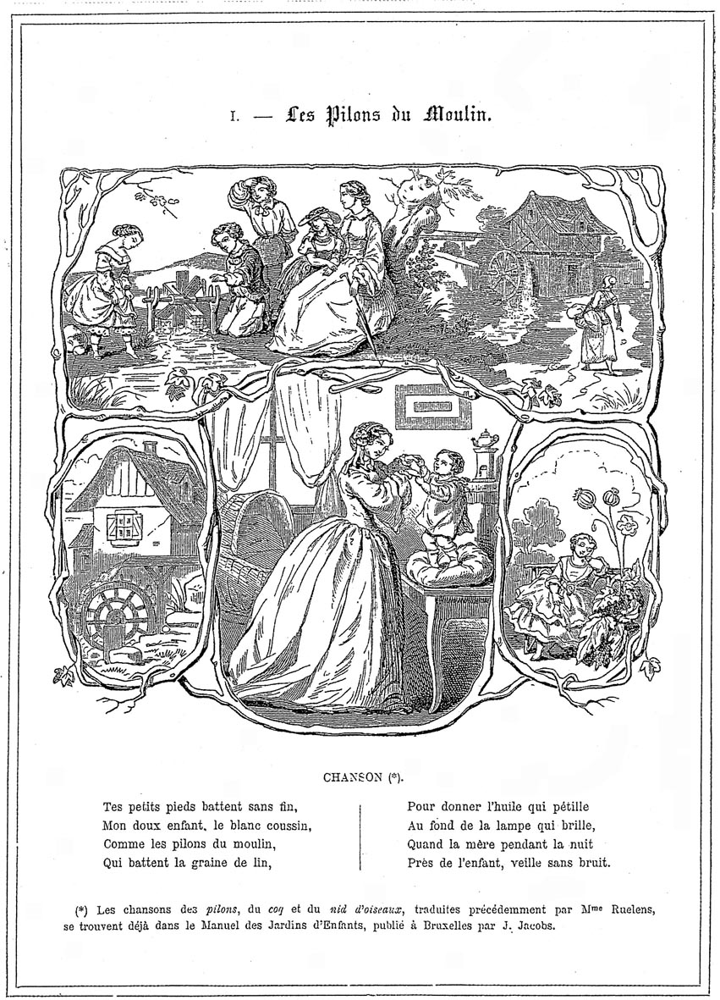 I. — Les Pilons du Moulin.
CHANSON (*).
Tes petits pieds battent sans fin,
Mon doux enfant, le blanc coussin,
Comme les pilons du moulin,
Qui battent la graine de lin,
Pour donner l'huile qui pétille
Au fond de la lampe qui brille,
Quand la mère pendant la nuit
Près de l'enfant, veille sans bruit.
(*) Les chansons des pilons, du coq et du nid d'oiseaux, traduites précédemment par Mme Ruelens,
se trouvent déjà dans le Manuel des Jardins d'Enfants, publié à Bruxelles par J. Jacobs.